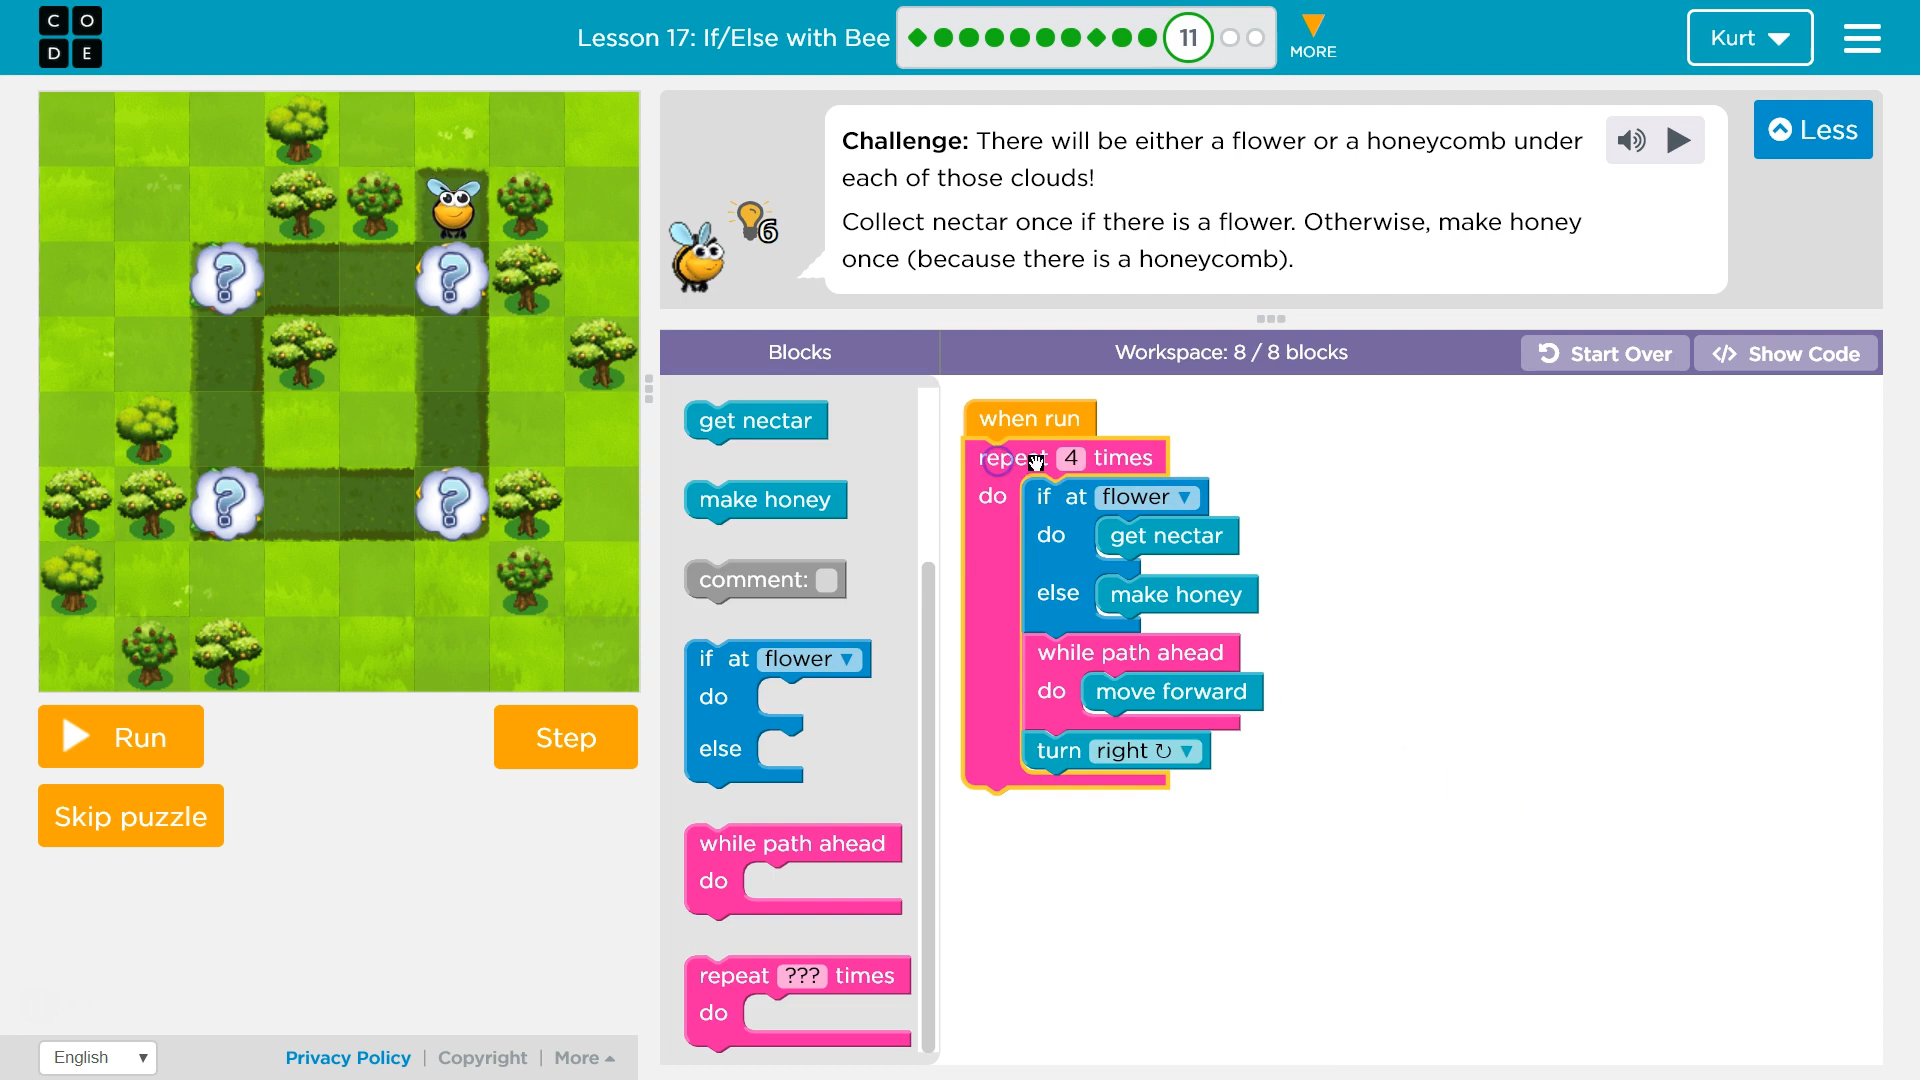 C O
D E
Lesson 17: If/Else with Bee
11
MORE
Kurt
Challenge: There will be either a flower or a honeycomb under
each of those clouds!
Collect nectar once if there is a flower. Otherwise, make honey
once (because there is a honeycomb).
6
Less
? ?
? ?
Run
Step
Skip puzzle
Blocks
Workspace: 8 / 8 blocks
Start Over
</> Show Code
get nectar
make honey
comment:
if at flower
do
else
while path ahead
do
repeat ??? times
do
when run
repeat 4 times
do if at flower
do get nectar
else make honey
while path ahead
do move forward
turn right ↻
English
Privacy Policy | Copyright | More